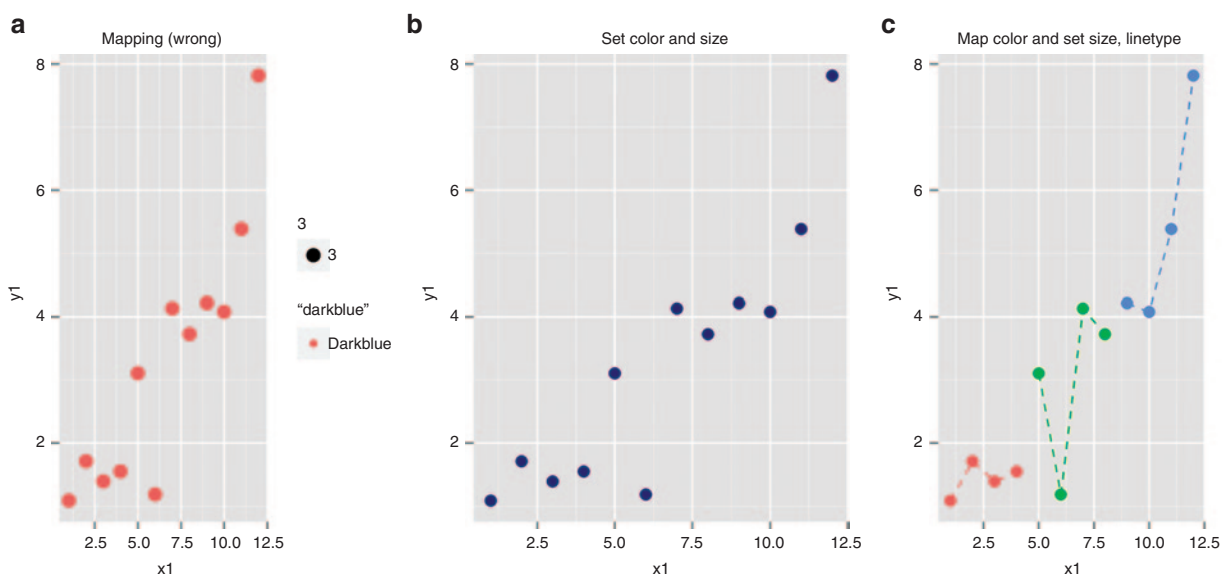 a
Mapping (wrong)
8
6
4
2
y1
2.5 5.0 7.5 10.0 12.5
x1
3
3
“darkblue”
Darkblue
b
Set color and size
8
6
4
2
y1
2.5 5.0 7.5 10.0 12.5
x1
c
Map color and set size, linetype
8
6
4
2
y1
2.5 5.0 7.5 10.0 12.5
x1